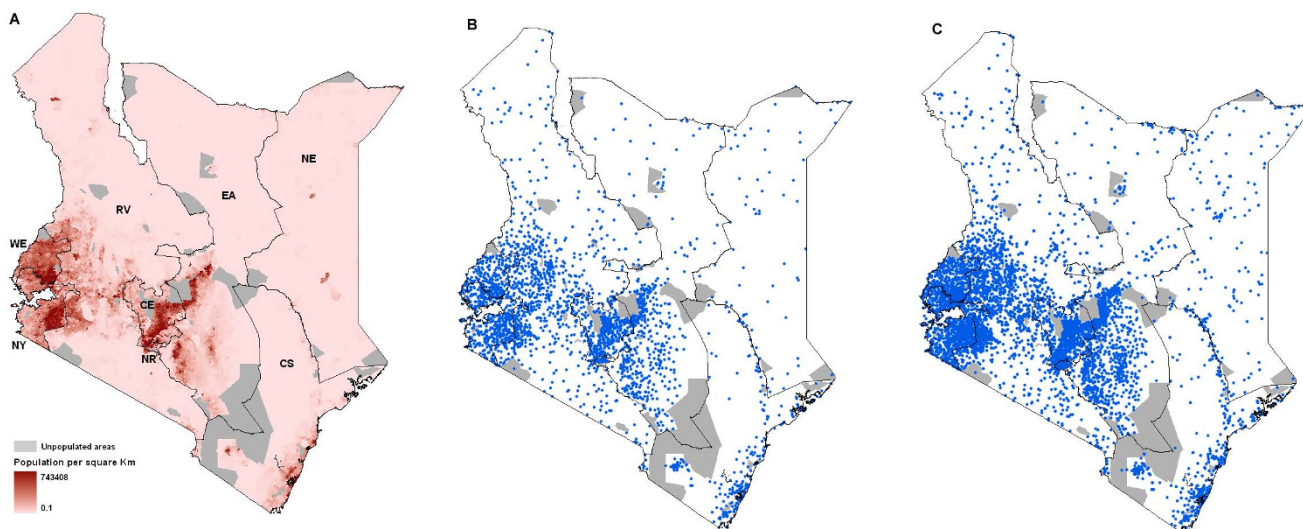 A
B
C
NE
EA
RV
WE
CE
NY
NR
CS
Unpopulated areas
Population per square Km
743408
0.1